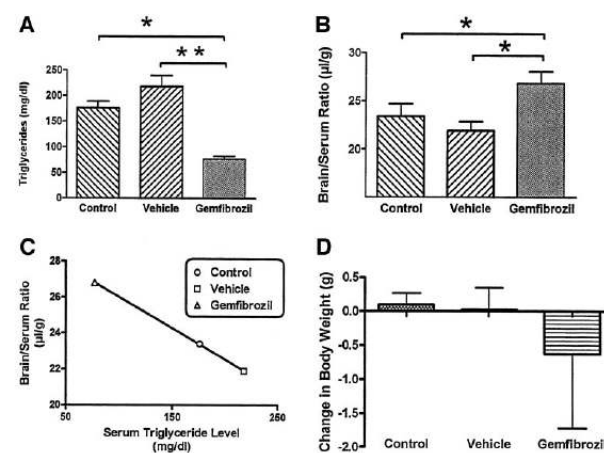 A
*
* *
Triglycerides (mg/dl)
250
200
150
100
50
0
Control
Vehicle
Gemfibrozil
B
*
*
Brain/Serum Ratio (µl/g)
30
25
20
Control
Vehicle
Gemfibrozil
C
Brain/Serum Ratio
(µl/g)
28
26
24
22
20
50
150
250
Serum Triglyceride Level
(mg/dl)
Control
Vehicle
Gemfibrozil
D
Change in Body Weight (g)
0.5
0.0
-0.5
-1.0
-1.5
-2.0
Control
Vehicle
Gemfibrozil